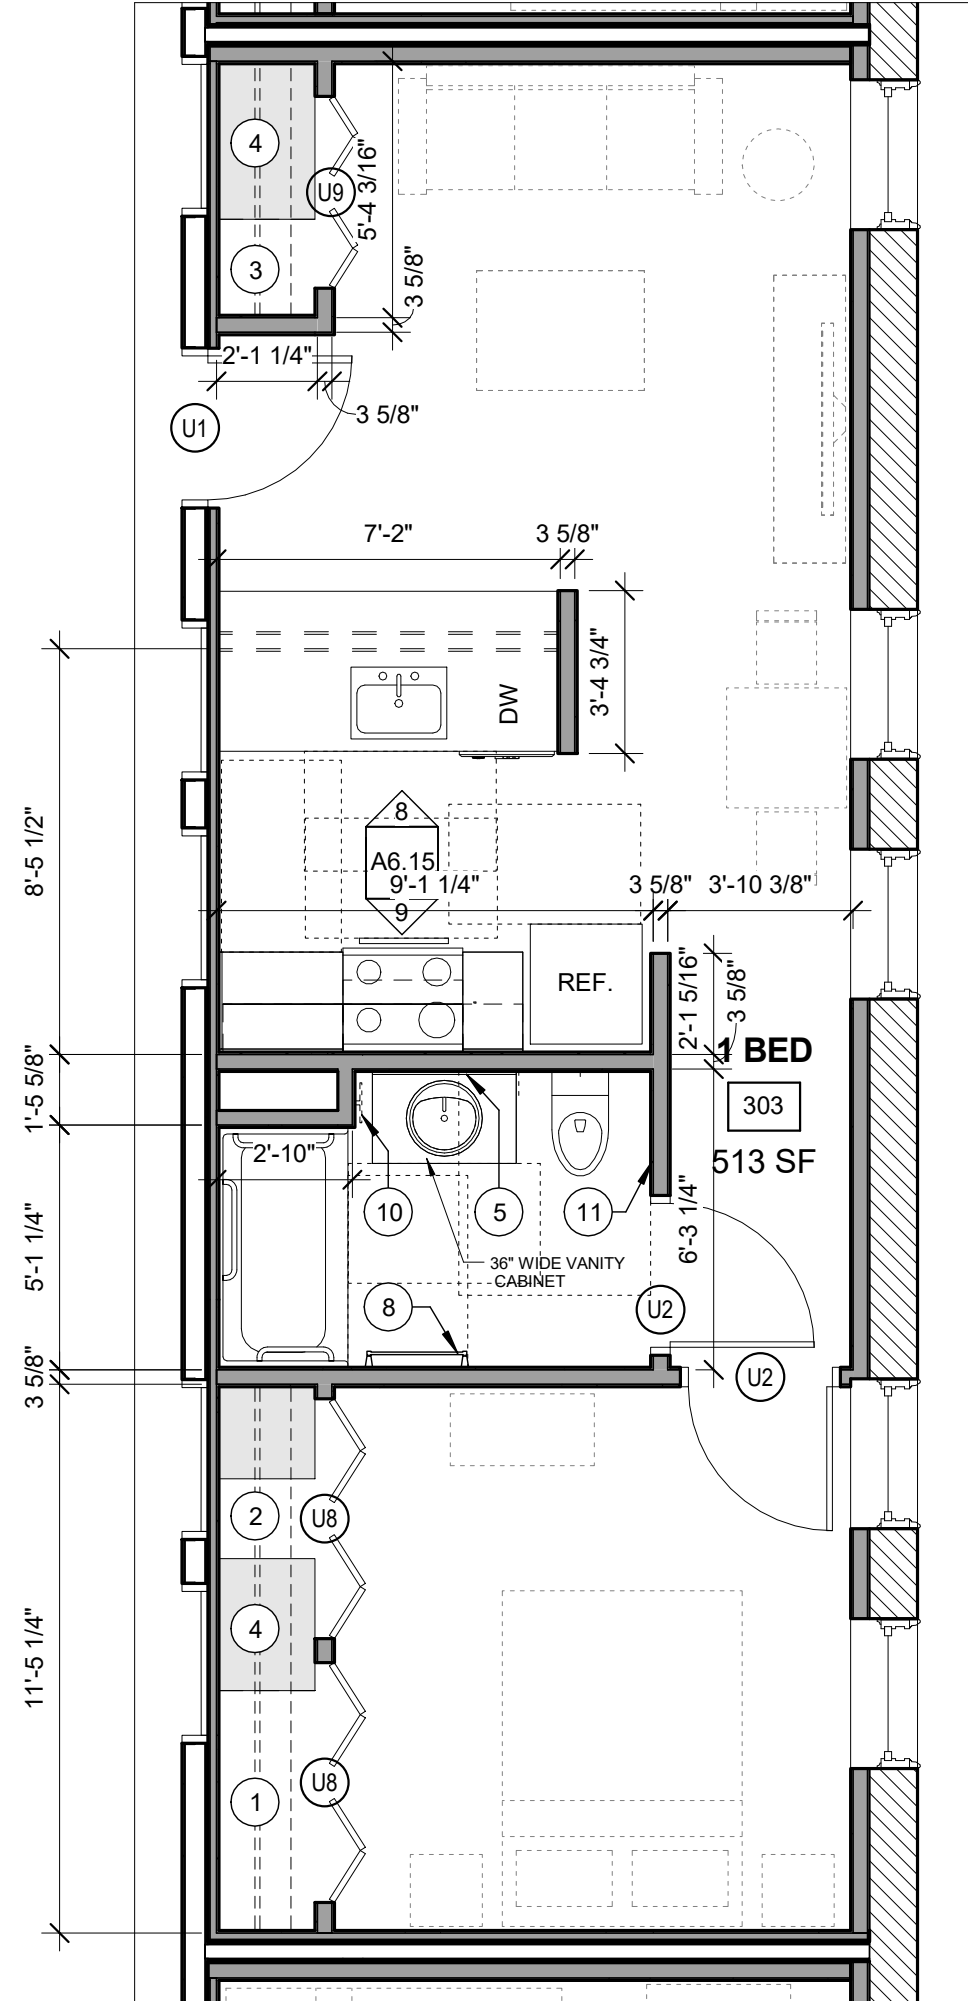 4
U9
5'-4 3/16"
3
3 5/8"
2'-1 1/4"
3 5/8"
U1
7'-2"
3 5/8"
3'-4 3/4"
DW
8'-5 1/2"
8
A6.15
9'-1 1/4"
3 5/8"
3'-10 3/8"
9
REF.
2'-1 5/16"
3 5/8"
1 BED
303
513 SF
1'-5 5/8"
2'-10"
10
5
11
6'-3 1/4"
5'-1 1/4"
36" WIDE VANITY
CABINET
8
U2
U2
3 5/8"
2
U8
4
11'-5 1/4"
U8
1